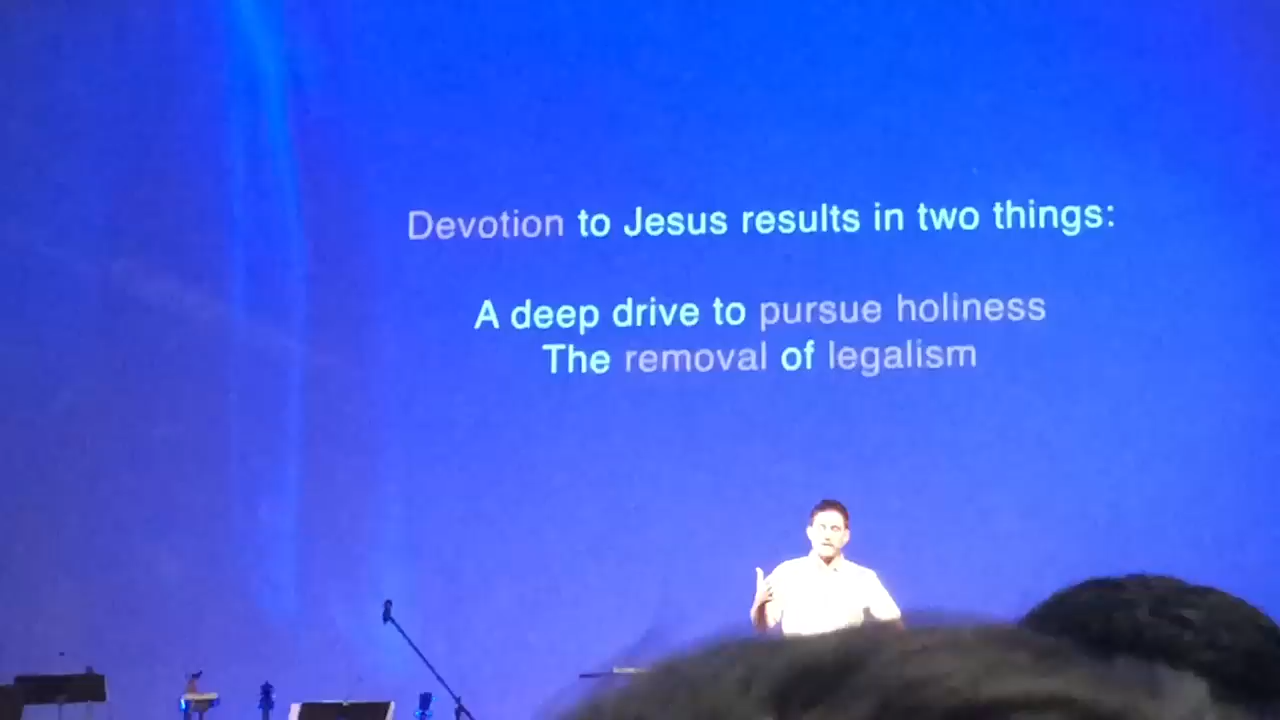 Devotion to Jesus results in two things:
A deep drive to pursue holiness
The removal of legalism